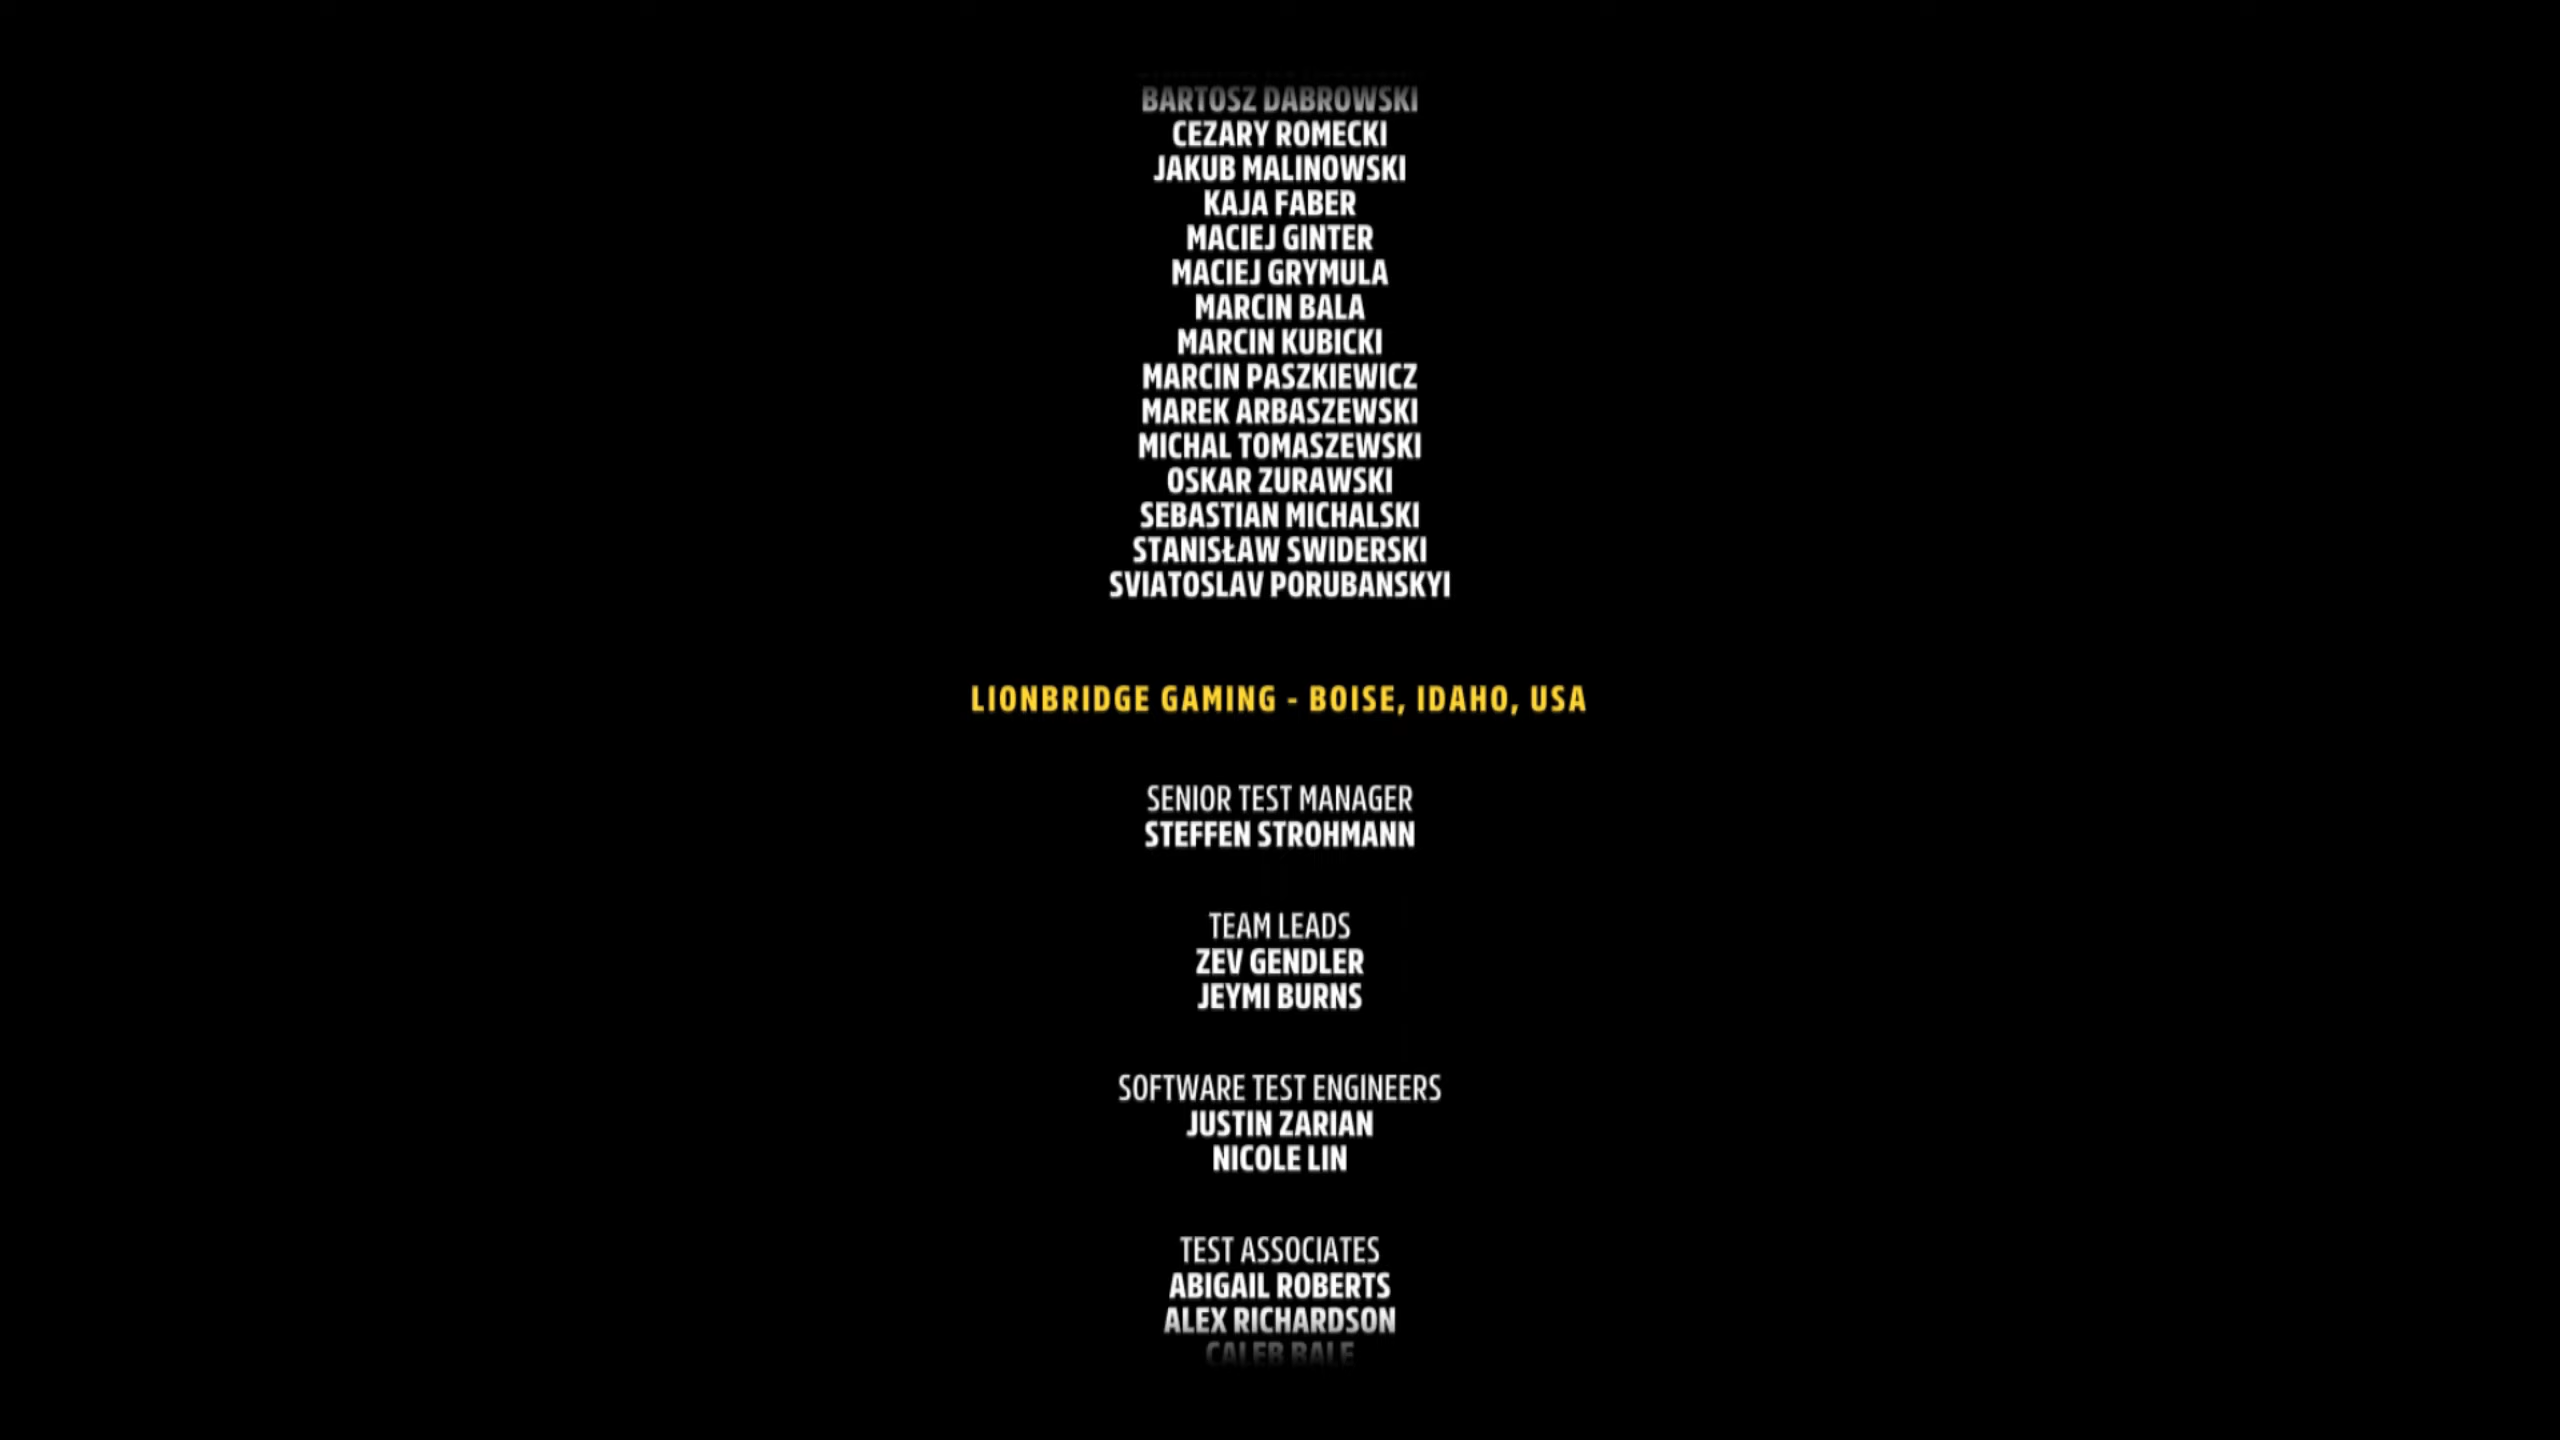 BARTOSZ DABROWSKI
CEZARY ROMECKI
JAKUB MALINOWSKI
KAJA FABER
MACIEJ GINTER
MACIEJ GRYMULA
MARCIN BALA
MARCIN KUBICKI
MARCIN PASZKIEWICZ
MAREK ARBASZEWSKI
MICHAL TOMASZEWSKI
OSKAR ZURAWSKI
SEBASTIAN MICHALSKI
STANISŁAW SWIDERSKI
SVIATOSLAV PORUBANSKYI
LIONBRIDGE GAMING - BOISE, IDAHO, USA
SENIOR TEST MANAGER
STEFFEN STROHMANN
TEAM LEADS
ZEV GENDLER
JEYMI BURNS
SOFTWARE TEST ENGINEERS
JUSTIN ZARIAN
NICOLE LIN
TEST ASSOCIATES
ABIGAIL ROBERTS
ALEX RICHARDSON
CALEB BALE